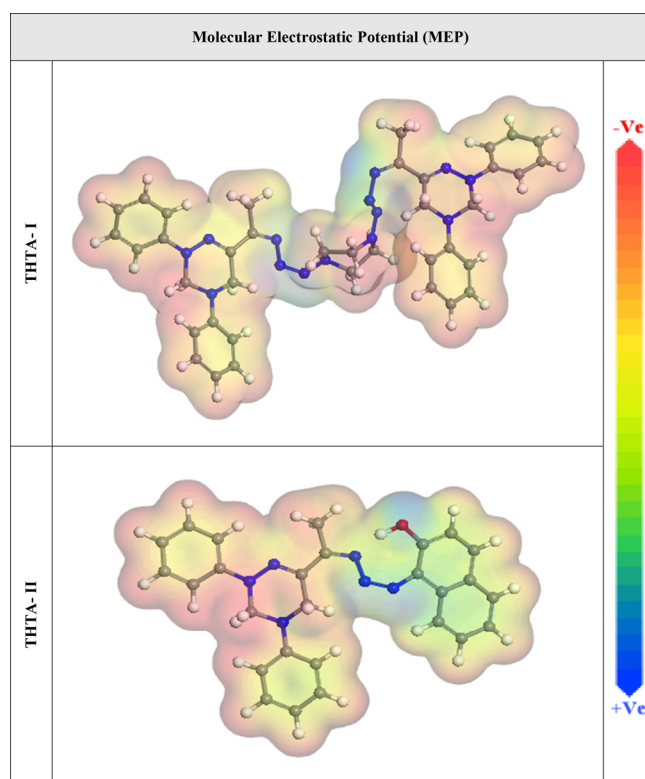 Molecular Electrostatic Potential (MEP)
THTA- I
-Ve
+Ve
THTA- II